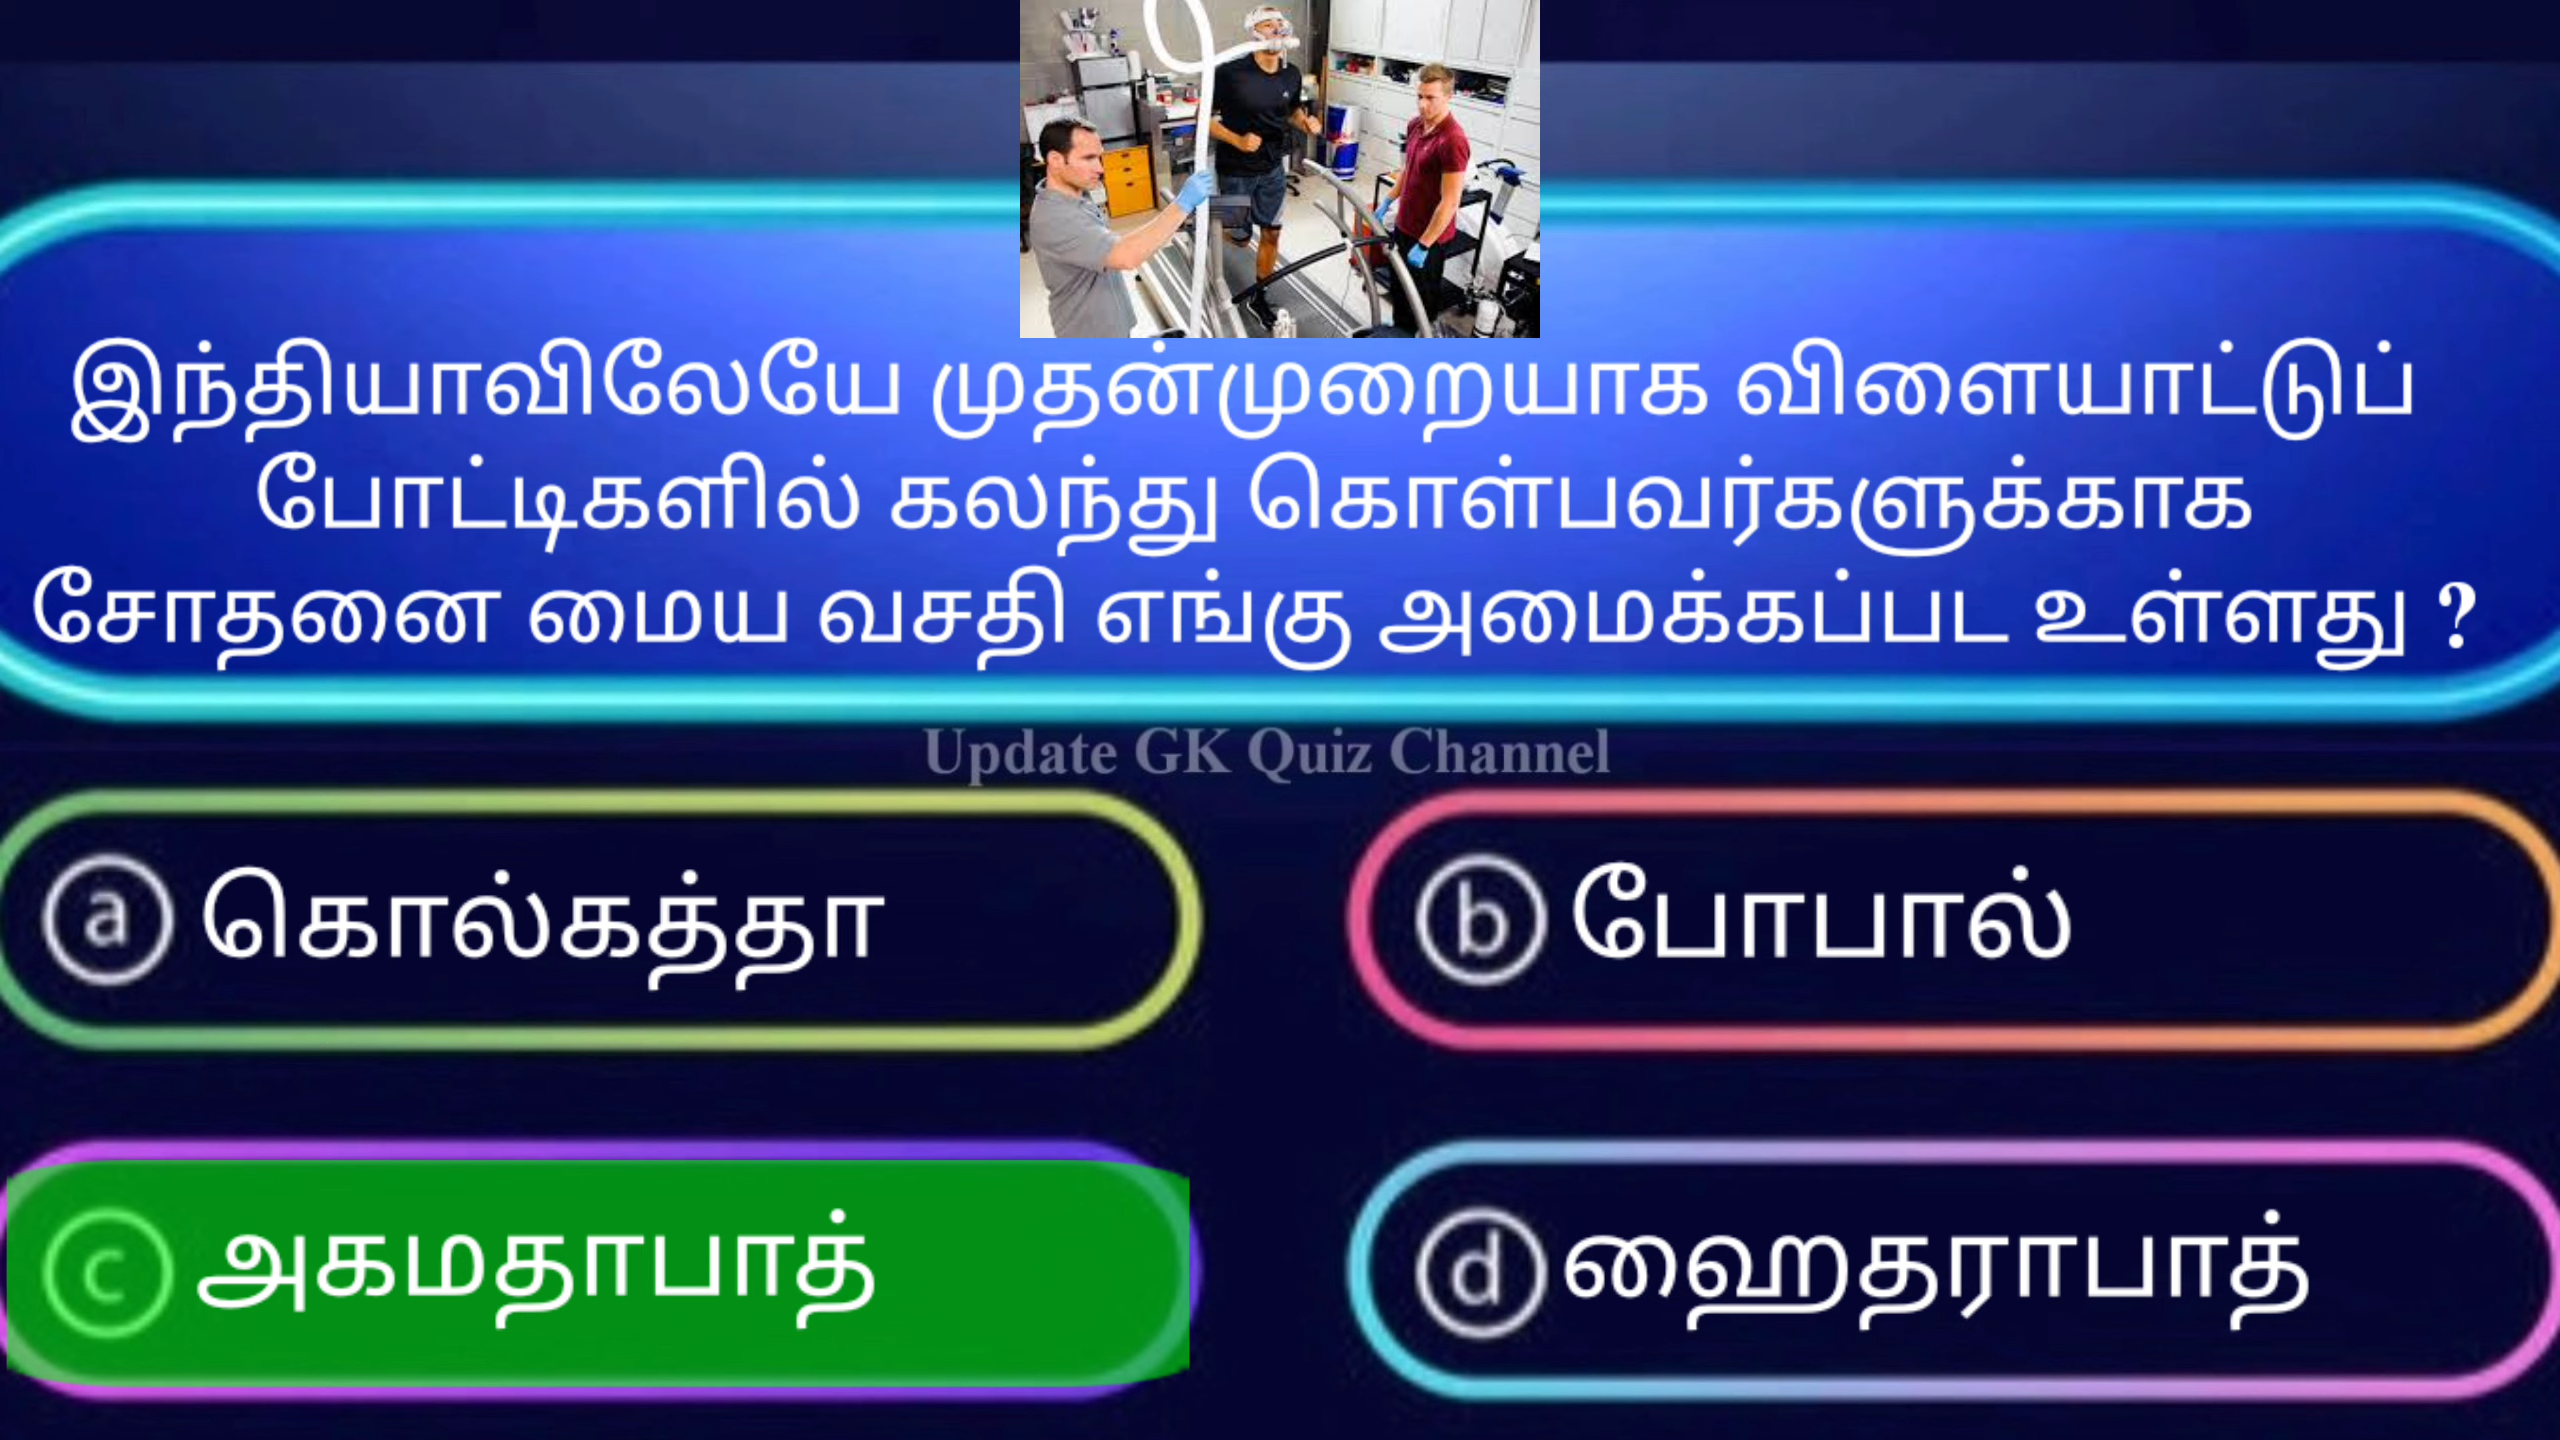 இந்தியாவிலேயே முதன்முறையாக விளையாட்டுப்
போட்டிகளில் கலந்து கொள்பவர்களுக்காக
சோதனை மைய வசதி எங்கு அமைக்கப்பட உள்ளது ?
Update GK Quiz Channel
a கொல்கத்தா
b போபால்
c அகமதாபாத்
d ஹைதராபாத்